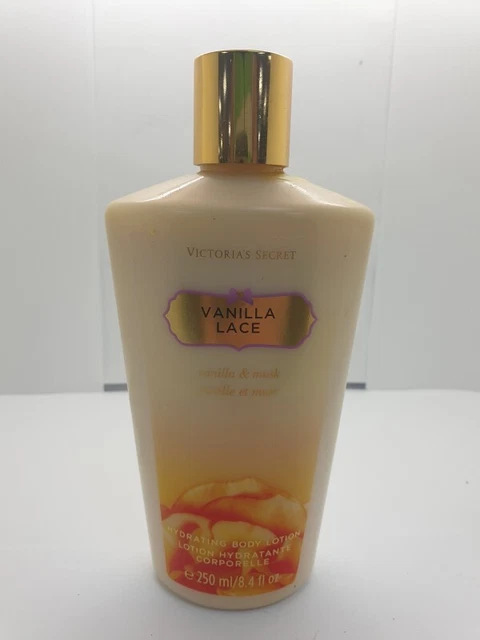 VICTORIA'S SECRET
VANILLA
LACE
vanilla & musk
vanille et musc
HYDRATING BODY LOTION
LOTION HYDRATANTE
CORPORELLE
℮ 250 ml/8.4 fl oz